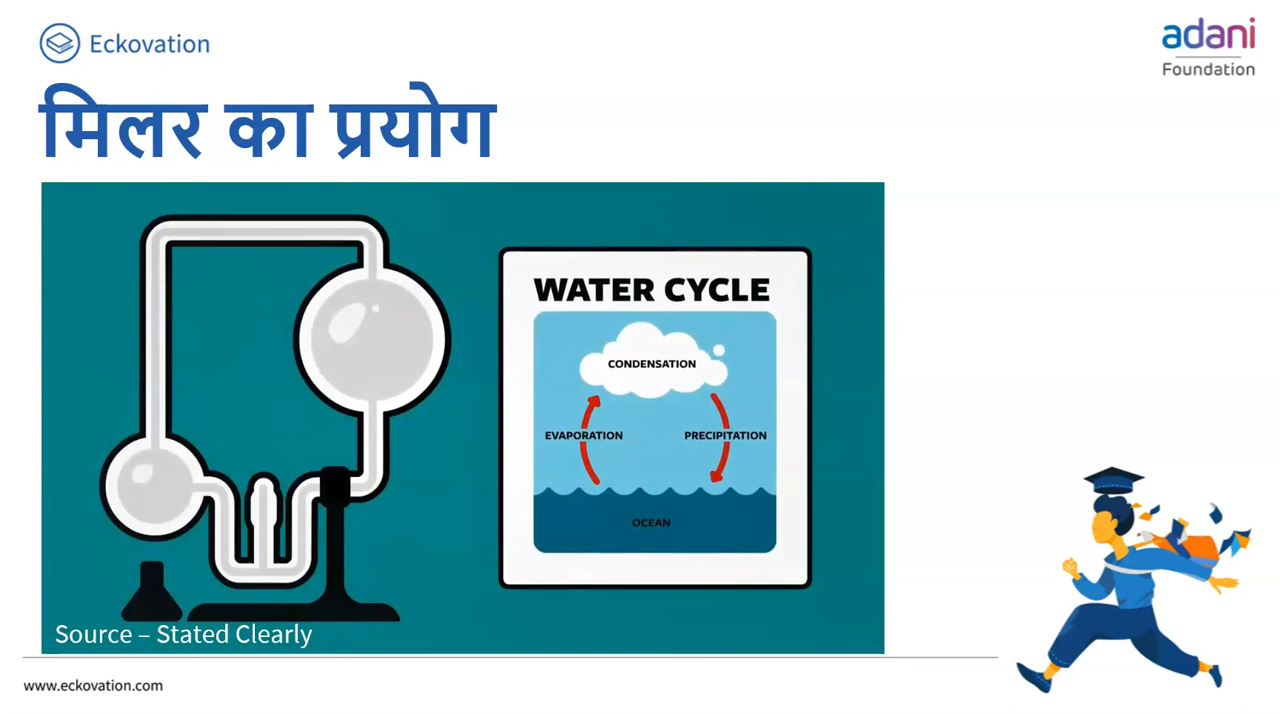 Eckovation
adani
Foundation
मिलर का प्रयोग
WATER CYCLE
CONDENSATION
EVAPORATION
PRECIPITATION
OCEAN
Source – Stated Clearly
www.eckovation.com